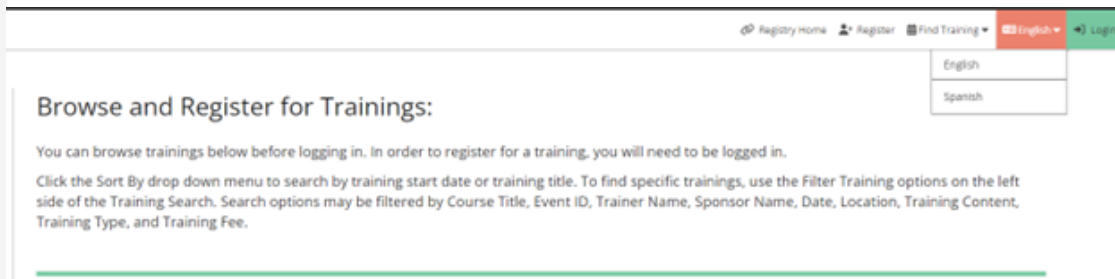 Registry Home Register Find Training English Login
English
Spanish
Browse and Register for Trainings:
You can browse trainings below before logging in. In order to register for a training, you will need to be logged in.
Click the Sort By drop down menu to search by training start date or training title. To find specific trainings, use the Filter Training options on the left
side of the Training Search. Search options may be filtered by Course Title, Event ID, Trainer Name, Sponsor Name, Date, Location, Training Content,
Training Type, and Training Fee.